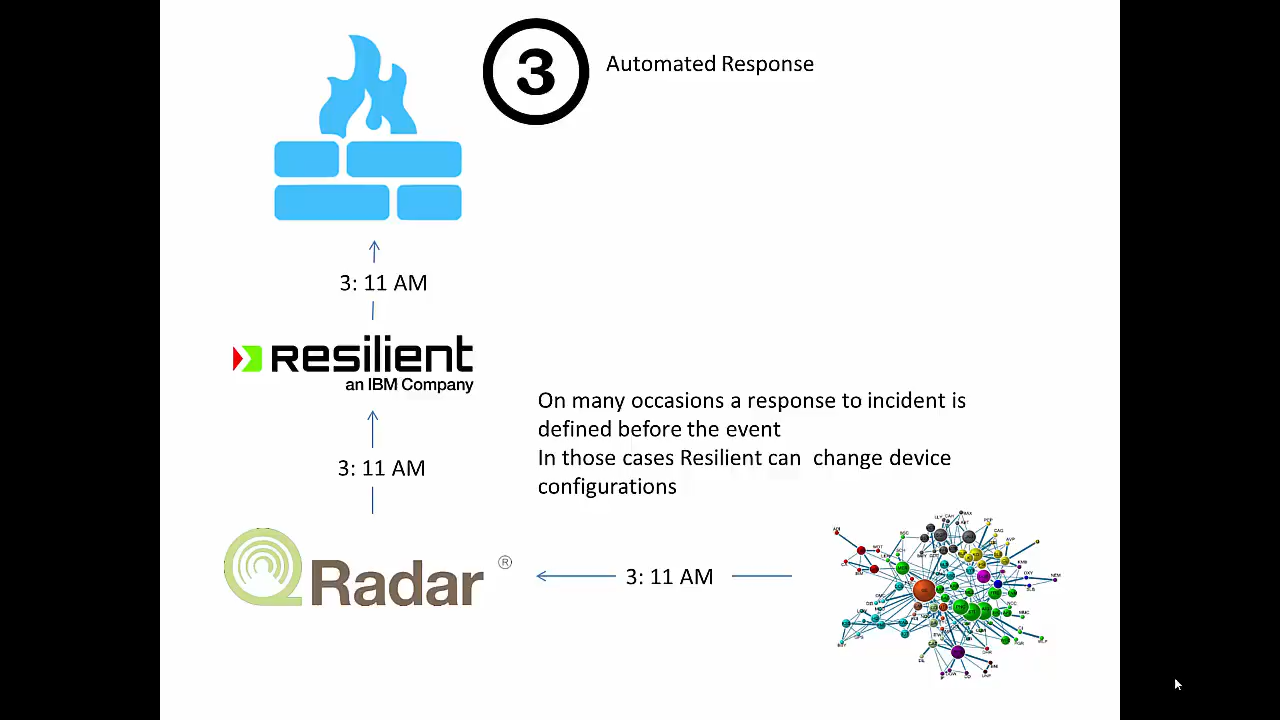 3
Automated Response
3: 11 AM
Resilient
an IBM Company
On many occasions a response to incident is
defined before the event
In those cases Resilient can  change device
configurations
3: 11 AM
QRadar ®
3: 11 AM